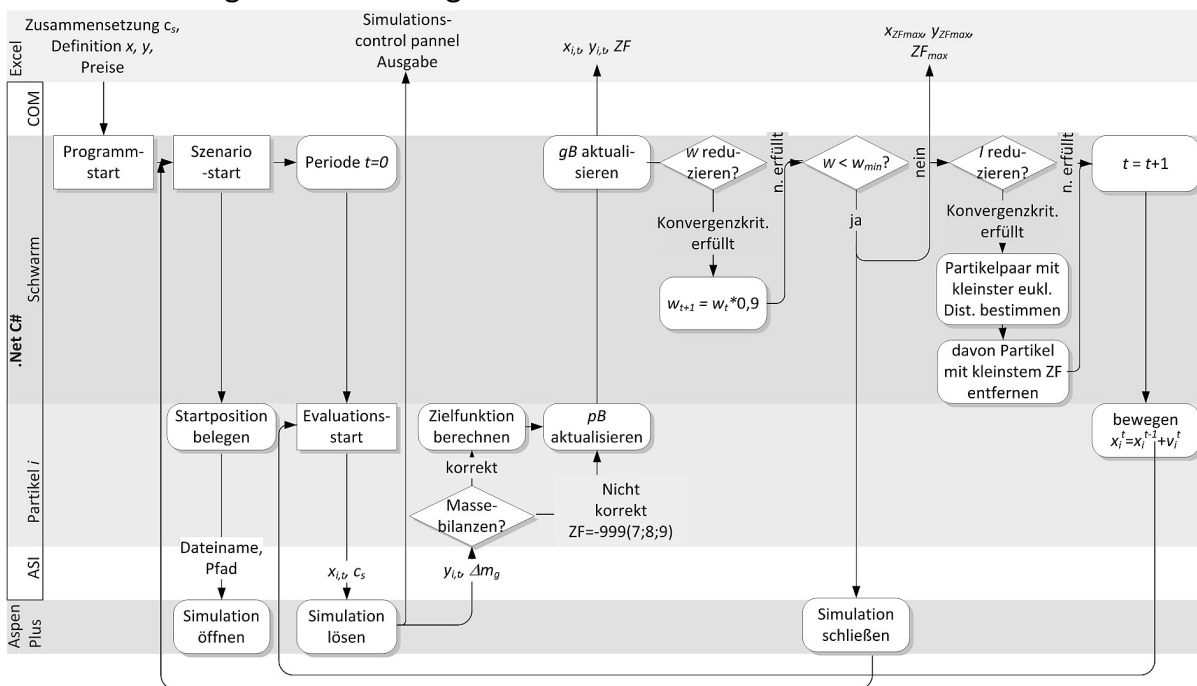 Zusammensetzung cs,
Definition x, y,
Preise
Simulations-
control pannel
Ausgabe
xi,t, yi,t, ZF
xZFmax, yZFmax,
ZFmax
Excel
COM
.Net C#
Schwarm
Partikel i
ASI
Aspen
Plus
Programm-
start
Szenario
-start
Periode t=0
gB aktuali-
sieren
w redu-
zieren?
n. erfüllt
w < wmin?
nein
I redu-
zieren?
n. erfüllt
t = t+1
Konvergenzkrit.
erfüllt
ja
Konvergenzkrit.
erfüllt
wt+1 = wt*0,9
Partikelpaar mit
kleinster eukl.
Dist. bestimmen
davon Partikel
mit kleinstem ZF
entfernen
Startposition
belegen
Evaluations-
start
Zielfunktion
berechnen
pB
aktualisieren
bewegen
xi^t=xi^t-1+vi^t
korrekt
Masse-
bilanzen?
Nicht
korrekt
ZF=-999(7;8;9)
Dateiname,
Pfad
xi,t, cs
yi,t, Δmg
Simulation
öffnen
Simulation
lösen
Simulation
schließen